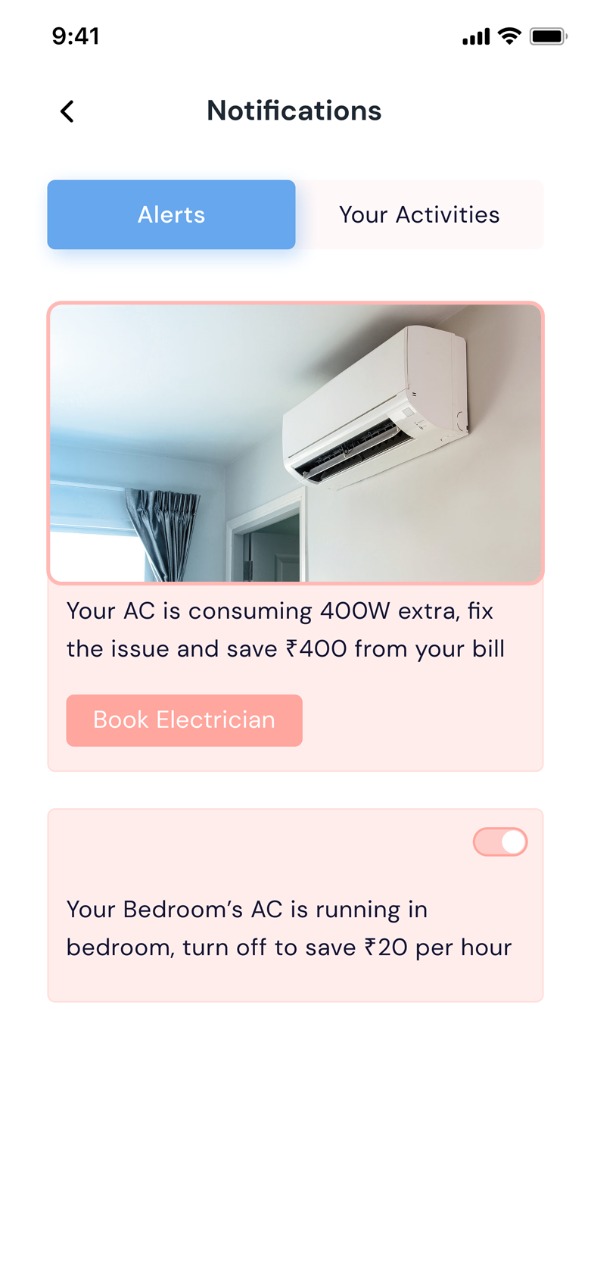 9:41
Notifications
Alerts
Your Activities
Your AC is consuming 400W extra, fix
the issue and save ₹400 from your bill
Book Electrician
Your Bedroom’s AC is running in
bedroom, turn off to save ₹20 per hour